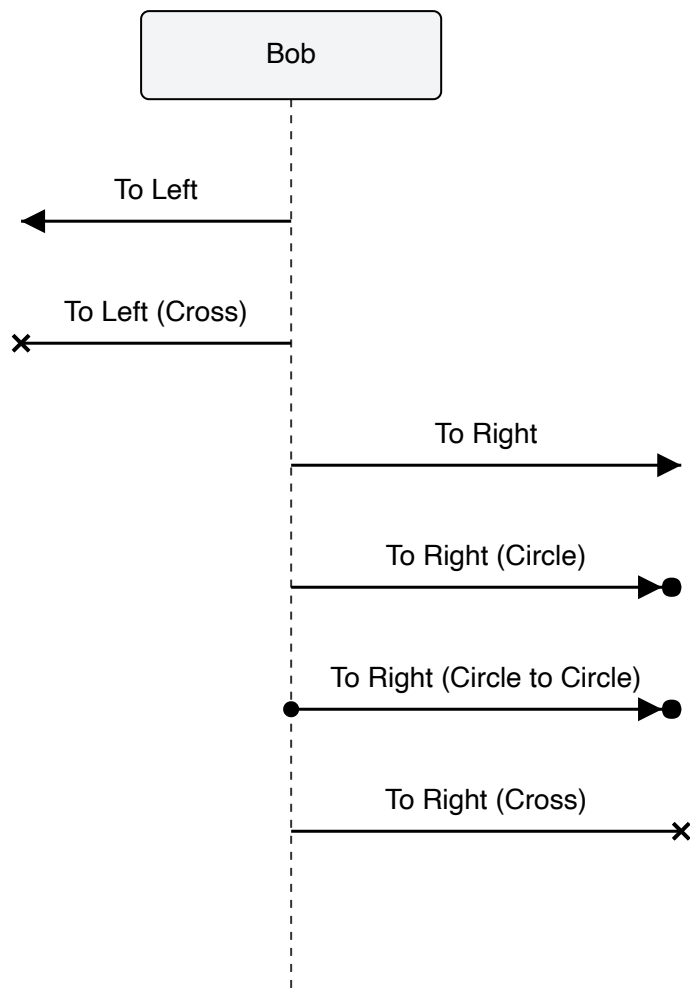 Bob
To Left
To Left (Cross)
To Right
To Right (Circle)
To Right (Circle to Circle)
To Right (Cross)